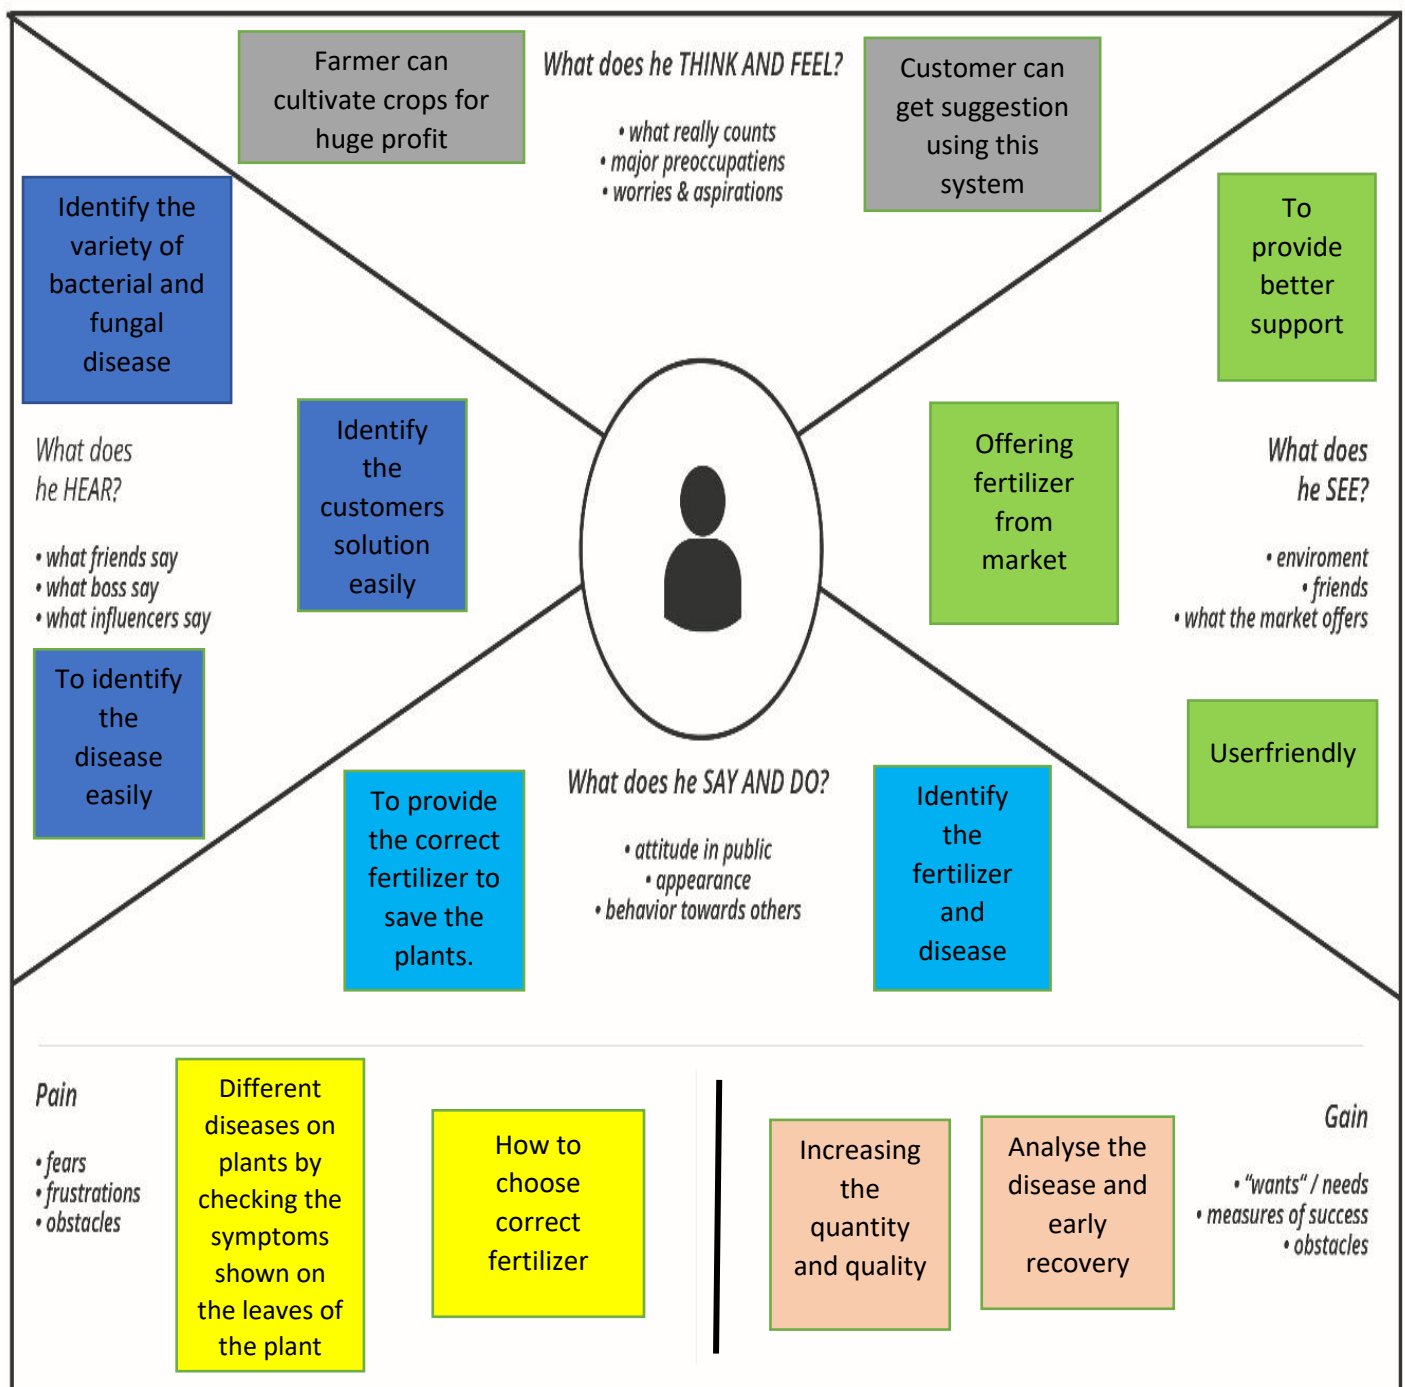 Farmer can
cultivate crops for
huge profit
What does he THINK AND FEEL?
• what really counts
• major preoccupatiens
• worries & aspirations
Customer can
get suggestion
using this
system
Identify the
variety of
bacterial and
fungal
disease
To
provide
better
support
What does
he HEAR?
• what friends say
• what boss say
• what influencers say
Identify
the
customers
solution
easily
Offering
fertilizer
from
market
What does
he SEE?
• enviroment
• friends
• what the market offers
To identify
the
disease
easily
Userfriendly
To provide
the correct
fertilizer to
save the
plants.
What does he SAY AND DO?
• attitude in public
• appearance
• behavior towards others
Identify
the
fertilizer
and
disease
Pain
• fears
• frustrations
• obstacles
Different
diseases on
plants by
checking the
symptoms
shown on
the leaves of
the plant
How to
choose
correct
fertilizer
Increasing
the
quantity
and quality
Analyse the
disease and
early
recovery
Gain
• “wants“ / needs
• measures of success
• obstacles